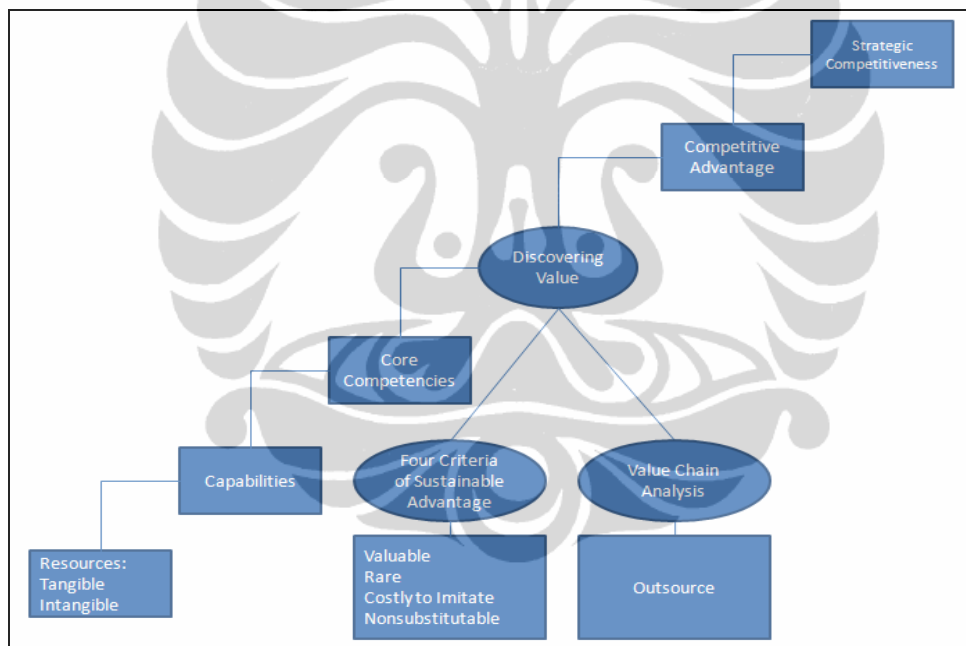 Strategic
Competitiveness
Competitive
Advantage
Discovering
Value
Core
Competencies
Capabilities
Resources:
Tangible
Intangible
Four Criteria
of Sustainable
Advantage
Valuable
Rare
Costly to Imitate
Nonsubstitutable
Value Chain
Analysis
Outsource